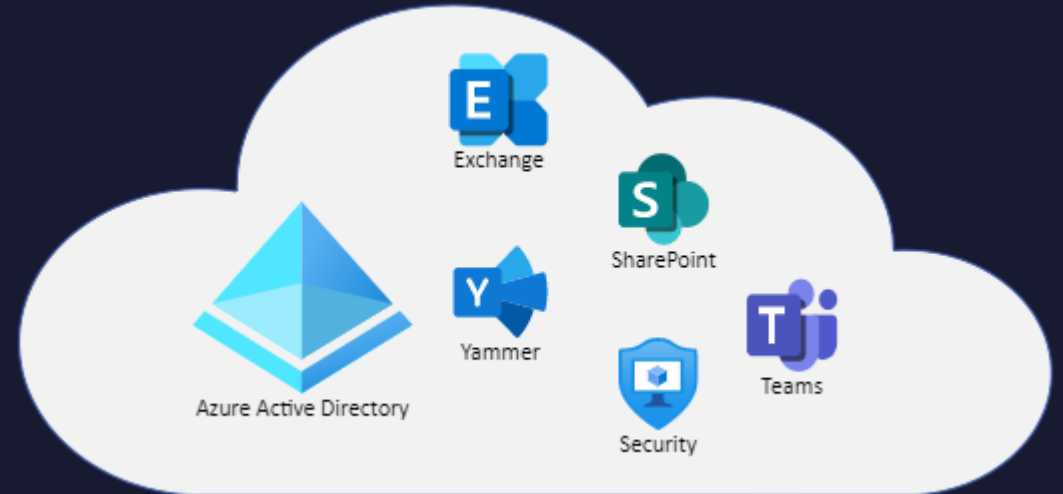 E
Exchange
S
SharePoint
Y
Yammer
T
Teams
Azure Active Directory
Security